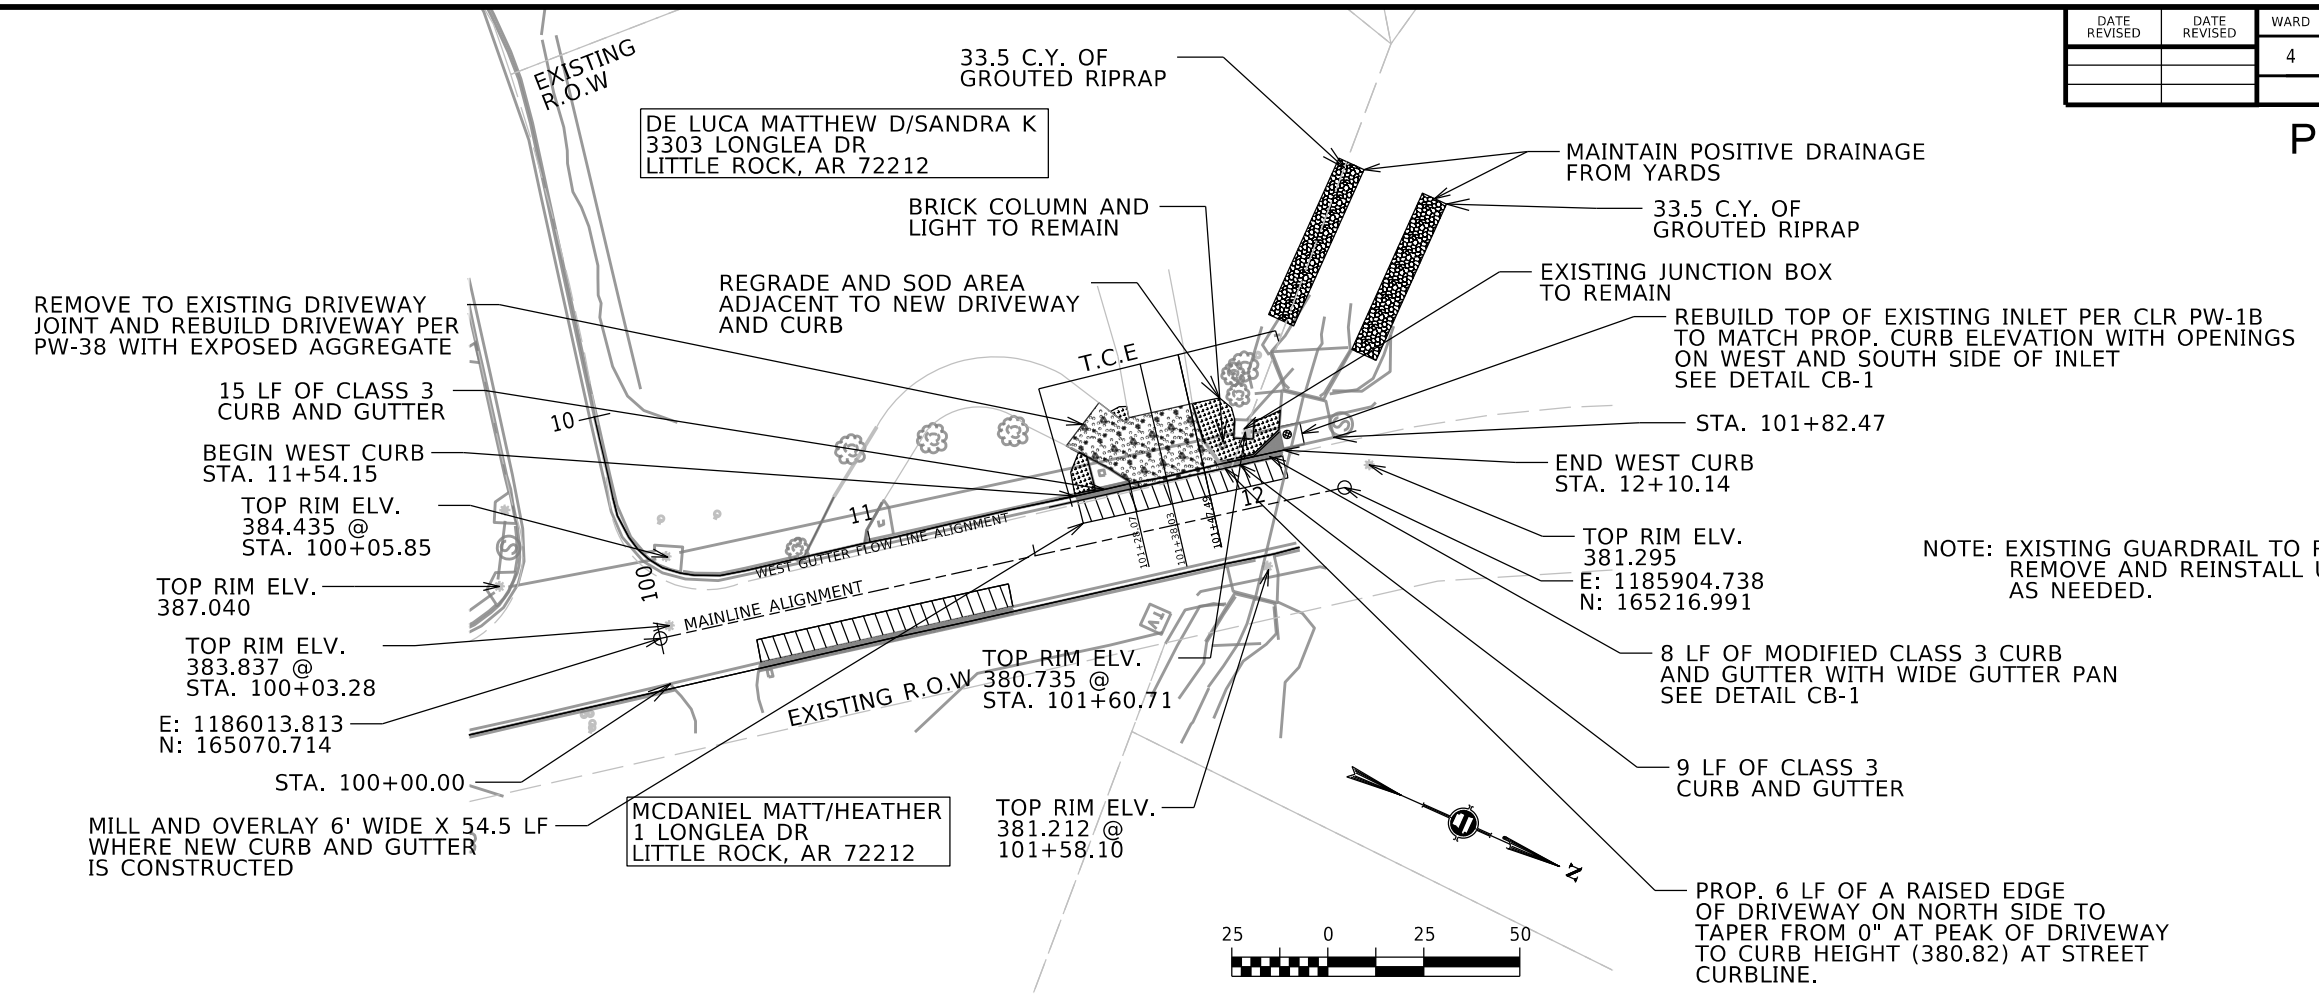 DATE
REVISED
DATE
REVISED
WARD
4
P
EXISTING
R.O.W
33.5 C.Y. OF
GROUTED RIPRAP
DE LUCA MATTHEW D/SANDRA K
3303 LONGLEA DR
LITTLE ROCK, AR 72212
MAINTAIN POSITIVE DRAINAGE
FROM YARDS
BRICK COLUMN AND
LIGHT TO REMAIN
33.5 C.Y. OF
GROUTED RIPRAP
REGRADE AND SOD AREA
ADJACENT TO NEW DRIVEWAY
AND CURB
EXISTING JUNCTION BOX
TO REMAIN
REMOVE TO EXISTING DRIVEWAY
JOINT AND REBUILD DRIVEWAY PER
PW-38 WITH EXPOSED AGGREGATE
REBUILD TOP OF EXISTING INLET PER CLR PW-1B
TO MATCH PROP. CURB ELEVATION WITH OPENINGS
ON WEST AND SOUTH SIDE OF INLET
SEE DETAIL CB-1
T.C.E
15 LF OF CLASS 3
CURB AND GUTTER
10
STA. 101+82.47
S
BEGIN WEST CURB
STA. 11+54.15
END WEST CURB
STA. 12+10.14
TOP RIM ELV.
384.435 @
STA. 100+05.85
S
11
12
WEST GUTTER FLOW LINE ALIGNMENT
101+28.07
101+38.03
101+47.49
TOP RIM ELV.
381.295
NOTE: EXISTING GUARDRAIL TO
REMOVE AND REINSTALL
AS NEEDED.
TOP RIM ELV.
387.040
100
MAINLINE ALIGNMENT
E: 1185904.738
N: 165216.991
TV
TOP RIM ELV.
383.837 @
STA. 100+03.28
TOP RIM ELV.
380.735 @
STA. 101+60.71
EXISTING R.O.W
8 LF OF MODIFIED CLASS 3 CURB
AND GUTTER WITH WIDE GUTTER PAN
SEE DETAIL CB-1
E: 1186013.813
N: 165070.714
STA. 100+00.00
9 LF OF CLASS 3
CURB AND GUTTER
MILL AND OVERLAY 6' WIDE X 54.5 LF
WHERE NEW CURB AND GUTTER
IS CONSTRUCTED
MCDANIEL MATT/HEATHER
1 LONGLEA DR
LITTLE ROCK, AR 72212
TOP RIM ELV.
381.212 @
101+58.10
N
PROP. 6 LF OF A RAISED EDGE
OF DRIVEWAY ON NORTH SIDE TO
TAPER FROM 0" AT PEAK OF DRIVEWAY
TO CURB HEIGHT (380.82) AT STREET
CURBLINE.
25 0 25 50